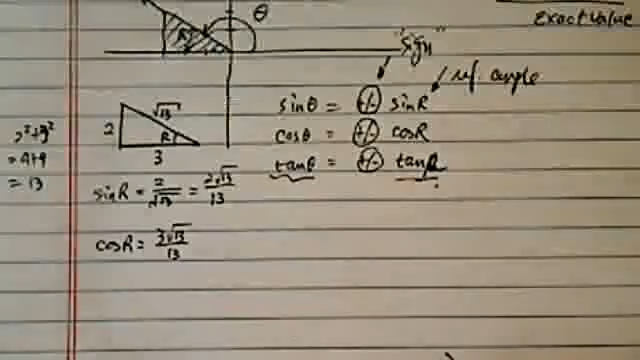 Exact value
θ
R
"sign"
ref. angle
sinθ = +/- sinR
cosθ = +/- cosR
tanθ = +/- tanR
2
√13
R
3
2²+3²
= 4+9
= 13
sinR = 2/√13 = 2√13/13
cosR = 3√13/13